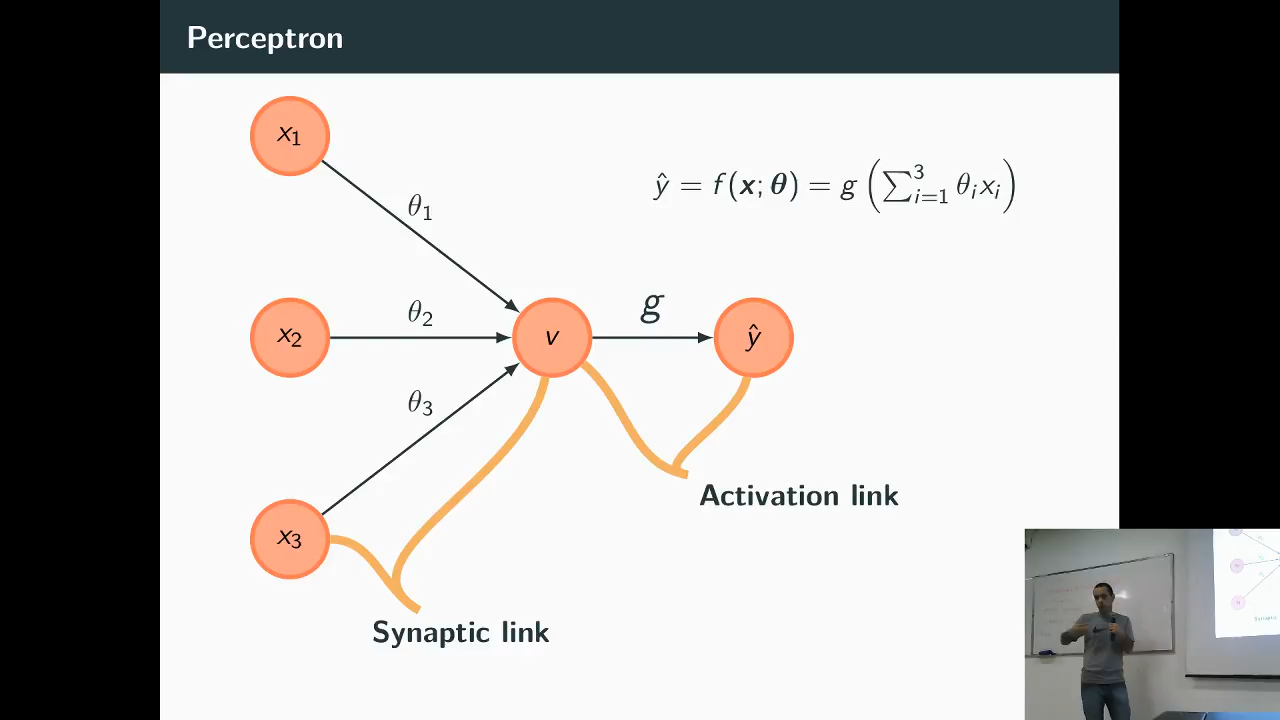 Perceptron
x₁
θ₁
ŷ = f(x; θ) = g(∑³ᵢ₌₁ θᵢxᵢ)
x₂
θ₂
v
g
ŷ
θ₃
x₃
Activation link
Synaptic link